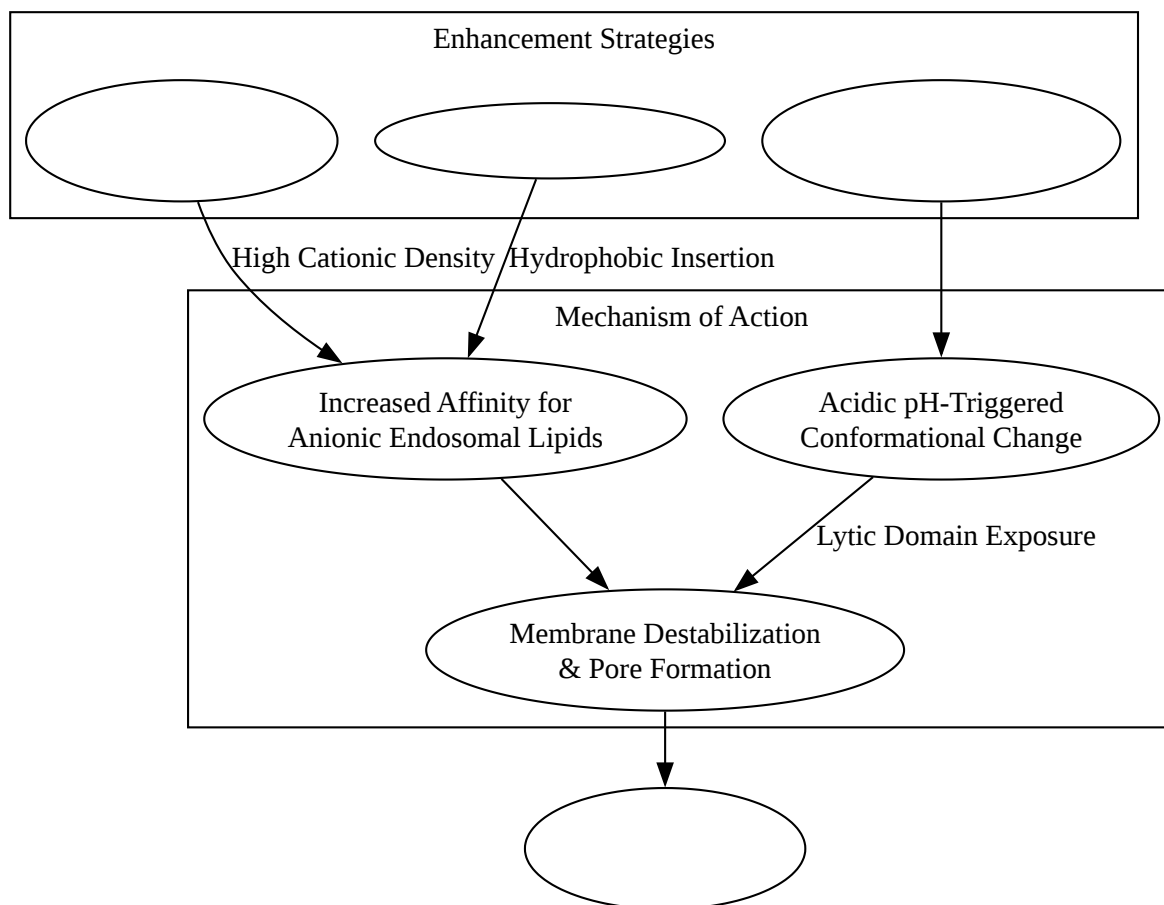 Enhancement Strategies
High Cationic Density
Hydrophobic Insertion
Mechanism of Action
Increased Affinity for
Anionic Endosomal Lipids
Acidic pH-Triggered
Conformational Change
Lytic Domain Exposure
Membrane Destabilization
& Pore Formation